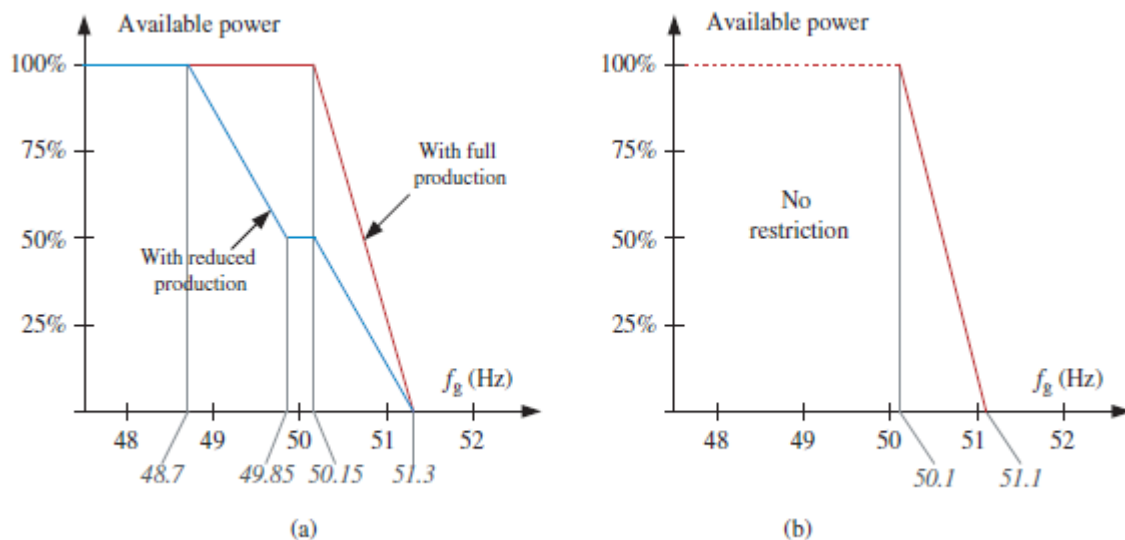 Available power
100%
75%
50%
25%
With full
production
With reduced
production
fg (Hz)
48 49 50 51 52
48.7 49.85 50.15 51.3
(a)
Available power
100%
75%
50%
25%
No
restriction
fg (Hz)
48 49 50 51 52
50.1 51.1
(b)